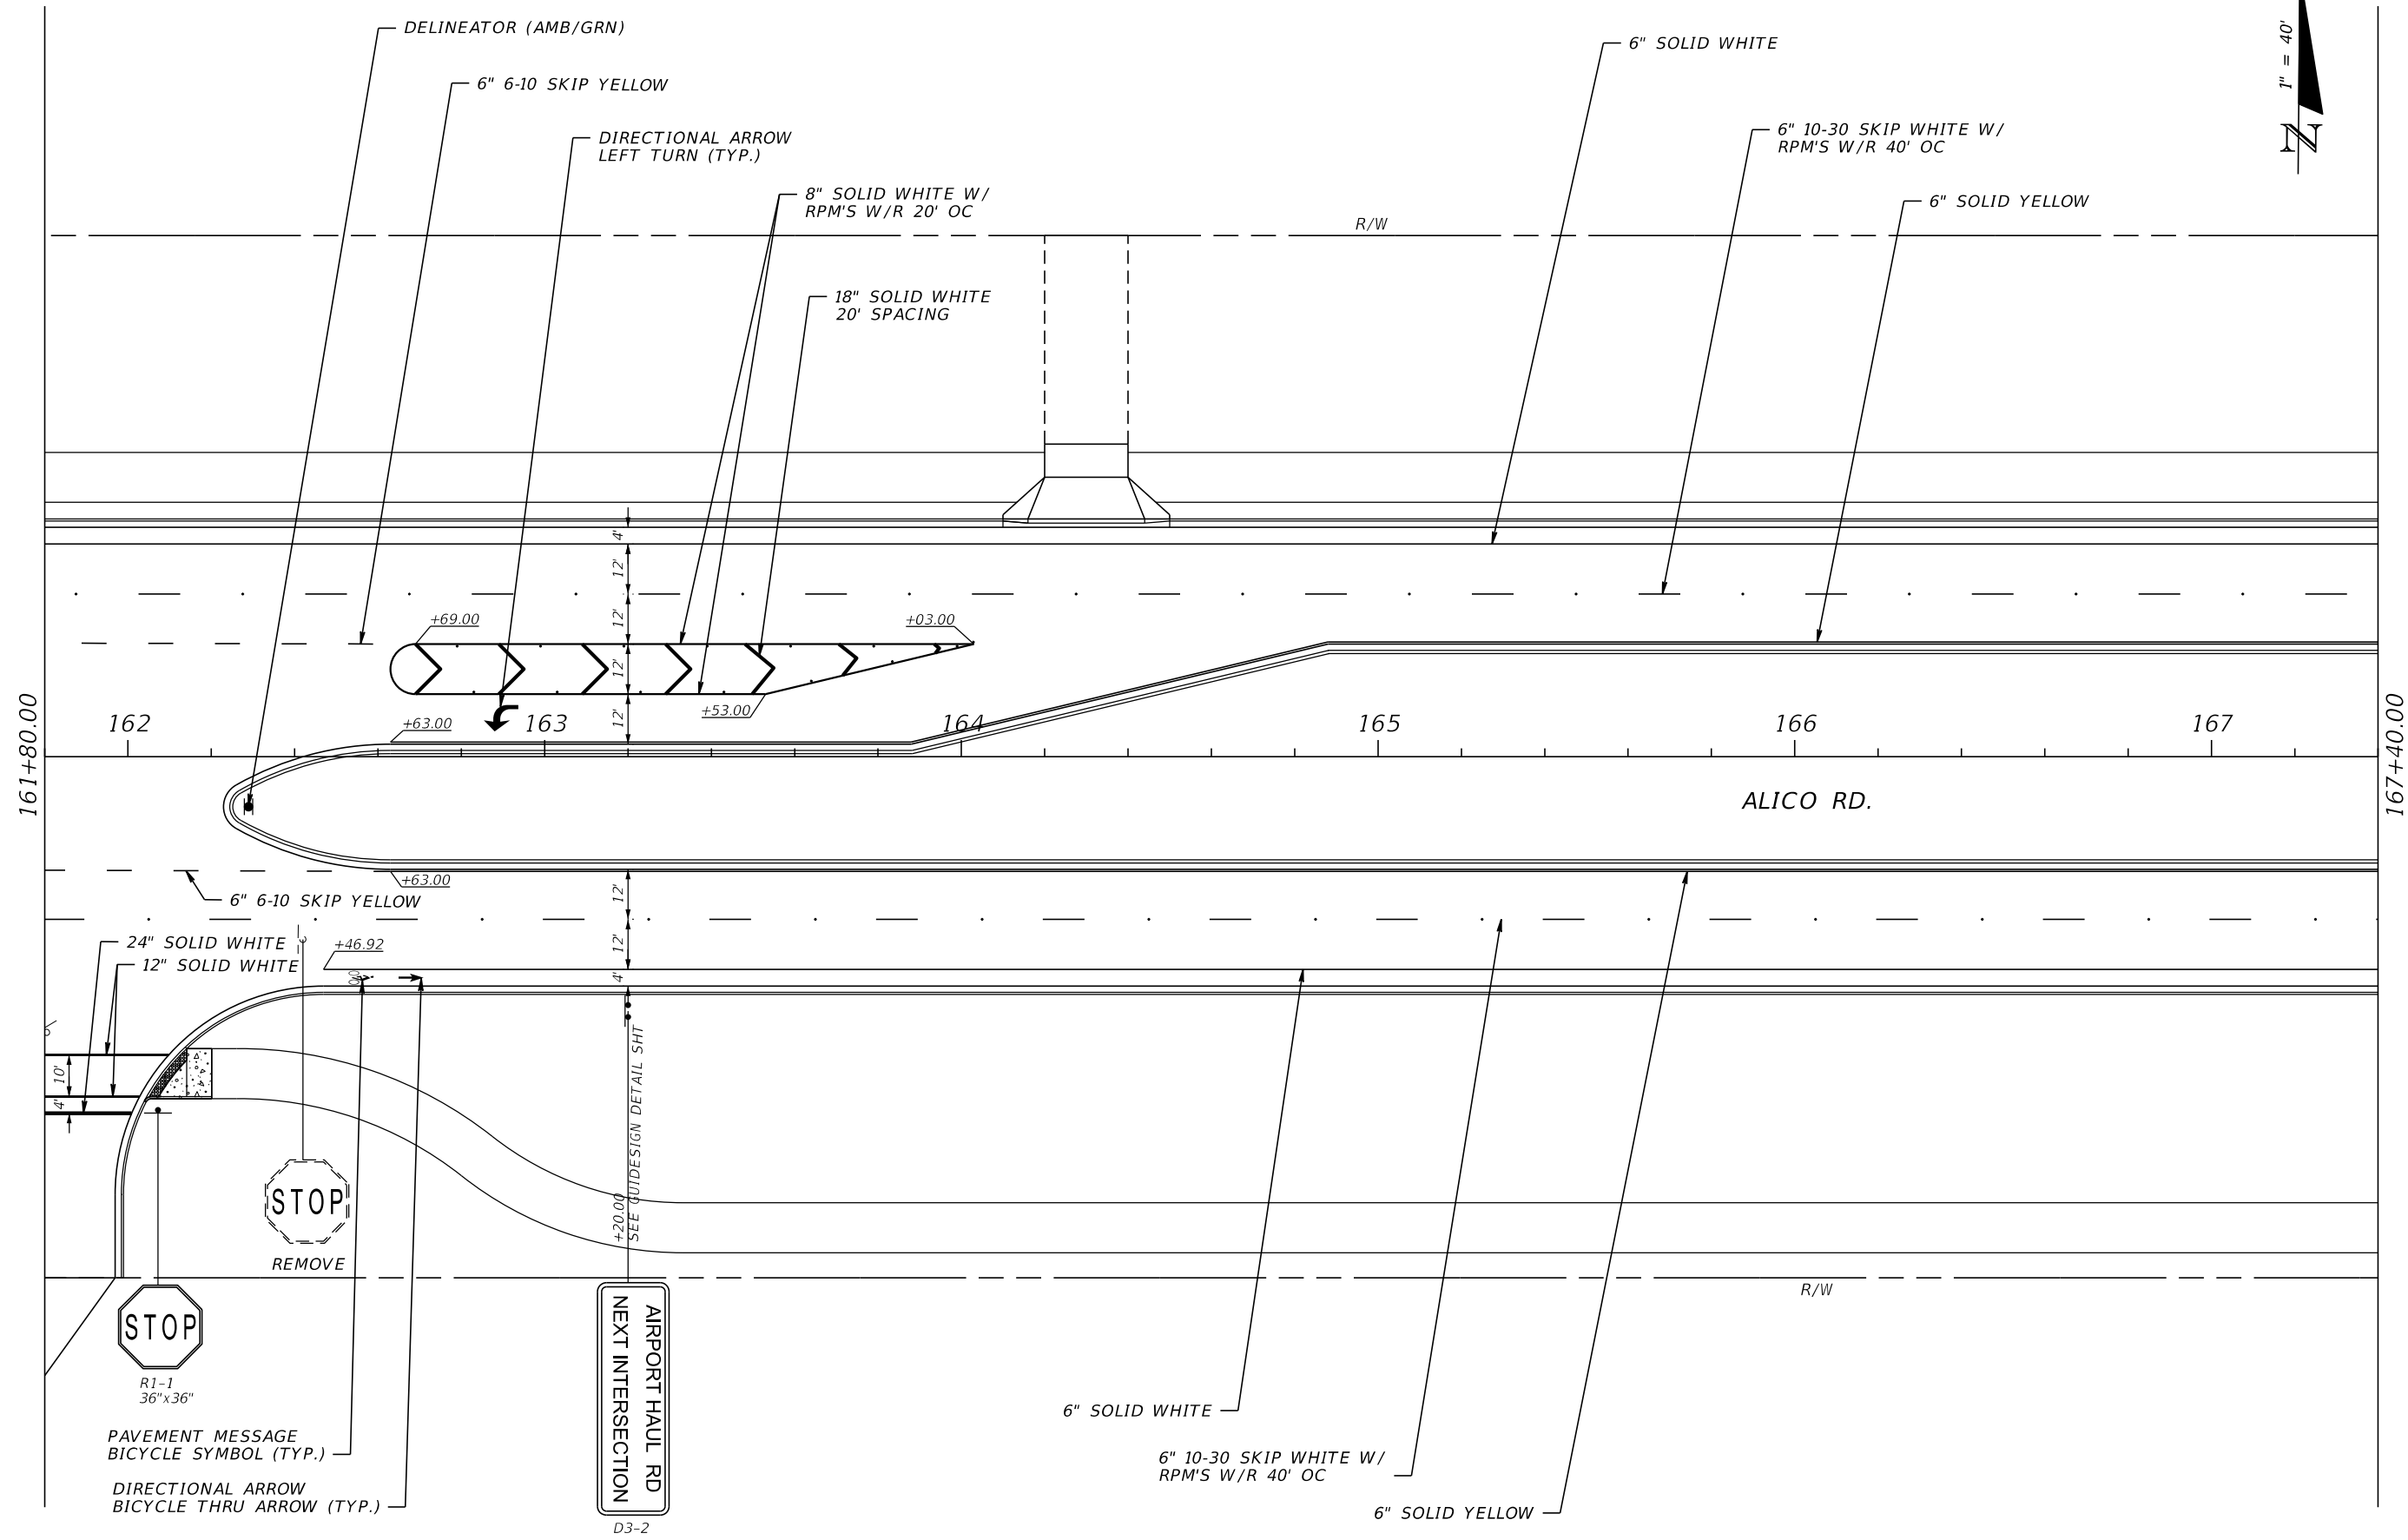 DELINEATOR (AMB/GRN)
6" SOLID WHITE
1" = 40'
N
6" 6-10 SKIP YELLOW
6" 10-30 SKIP WHITE W/
RPM'S W/R 40' OC
DIRECTIONAL ARROW
LEFT TURN (TYP.)
8" SOLID WHITE W/
RPM'S W/R 20' OC
6" SOLID YELLOW
R/W
18" SOLID WHITE
20' SPACING
4'
12'
12'
+69.00
+03.00
12'
+63.00
+53.00
12'
161+80.00
162
163
164
165
166
167
167+40.00
ALICO RD.
+63.00
12'
6" 6-10 SKIP YELLOW
24" SOLID WHITE
+46.92
12'
12" SOLID WHITE
4'
10'
4'
SEE GUIDESIGN DETAIL SHT
+20.00
STOP
REMOVE
R/W
STOP
R1-1
36"x36"
AIRPORT HAUL RD
NEXT INTERSECTION
D3-2
PAVEMENT MESSAGE
BICYCLE SYMBOL (TYP.)
DIRECTIONAL ARROW
BICYCLE THRU ARROW (TYP.)
6" SOLID WHITE
6" 10-30 SKIP WHITE W/
RPM'S W/R 40' OC
6" SOLID YELLOW